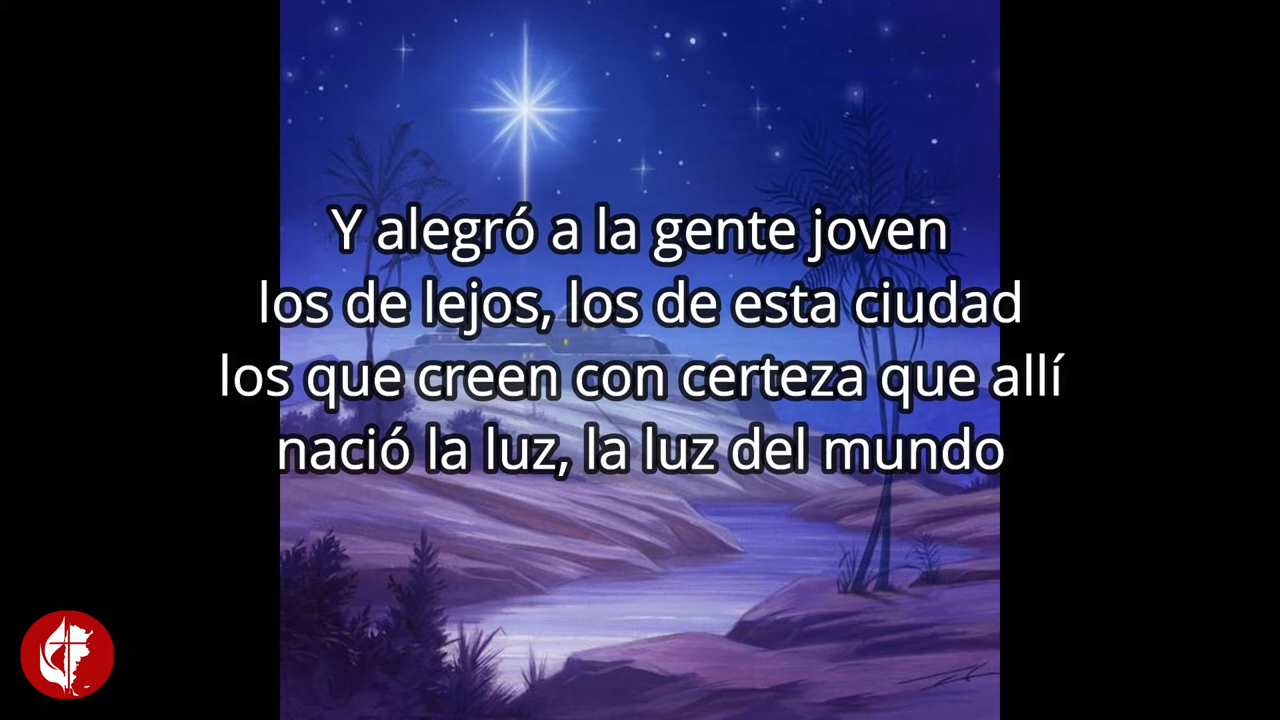 Y alegró a la gente joven
los de lejos, los de esta ciudad
los que creen con certeza que allí
nació la luz, la luz del mundo